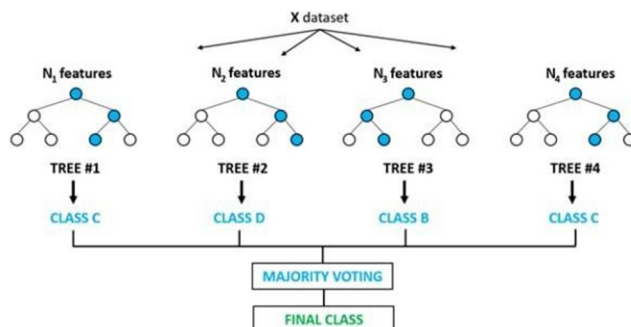 X dataset
N1 features
N2 features
N3 features
N4 features
TREE #1
TREE #2
TREE #3
TREE #4
CLASS C
CLASS D
CLASS B
CLASS C
MAJORITY VOTING
FINAL CLASS